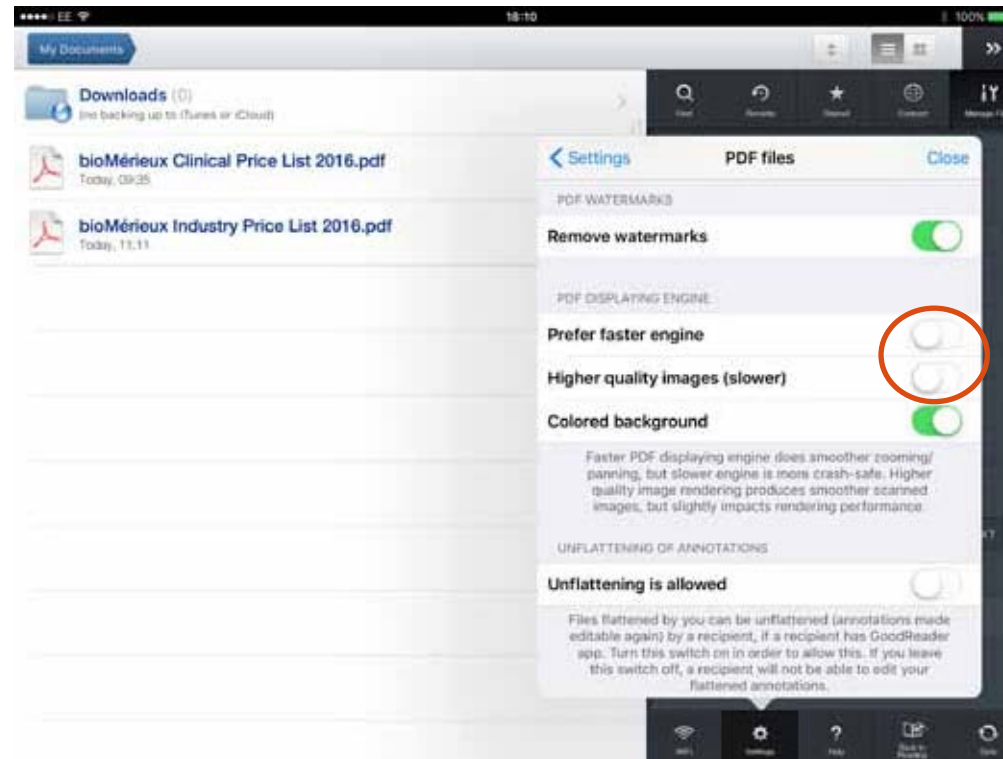 EE 18:10 100%
My Documents
Downloads (0)
(no backing up to iTunes or iCloud)
bioMérieux Clinical Price List 2016.pdf
Today, 09:35
bioMérieux Industry Price List 2016.pdf
Today, 11:11
Settings PDF files Close
PDF WATERMARKS
Remove watermarks
PDF DISPLAYING ENGINE
Prefer faster engine
Higher quality images (slower)
Colored background
Faster PDF displaying engine does smoother zooming/
panning, but slower engine is more crash-safe. Higher
quality image rendering produces smoother scanned
images, but slightly impacts rendering performance.
UNFLATTENING OF ANNOTATIONS
Unflattening is allowed
Files flattened by you can be unflattened (annotations made
editable again) by a recipient, if a recipient has GoodReader
app. Turn this switch on in order to allow this. If you leave
this switch off, a recipient will not be able to edit your
flattened annotations.
Settings
Help